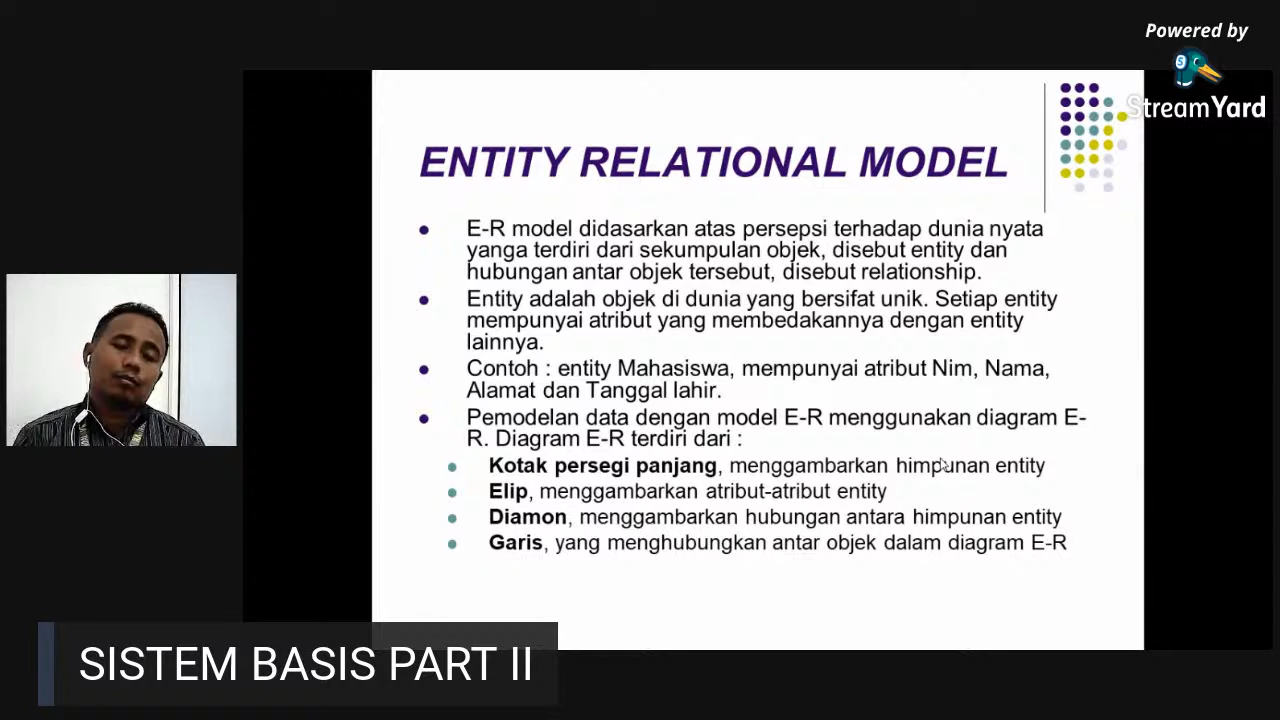 Powered by
StreamYard
ENTITY RELATIONAL MODEL
E-R model didasarkan atas persepsi terhadap dunia nyata
yanga terdiri dari sekumpulan objek, disebut entity dan
hubungan antar objek tersebut, disebut relationship.
Entity adalah objek di dunia yang bersifat unik. Setiap entity
mempunyai atribut yang membedakannya dengan entity
lainnya.
Contoh : entity Mahasiswa, mempunyai atribut Nim, Nama,
Alamat dan Tanggal lahir.
Pemodelan data dengan model E-R menggunakan diagram E-
R. Diagram E-R terdiri dari :
Kotak persegi panjang, menggambarkan himpunan entity
Elip, menggambarkan atribut-atribut entity
Diamon, menggambarkan hubungan antara himpunan entity
Garis, yang menghubungkan antar objek dalam diagram E-R
SISTEM BASIS PART II